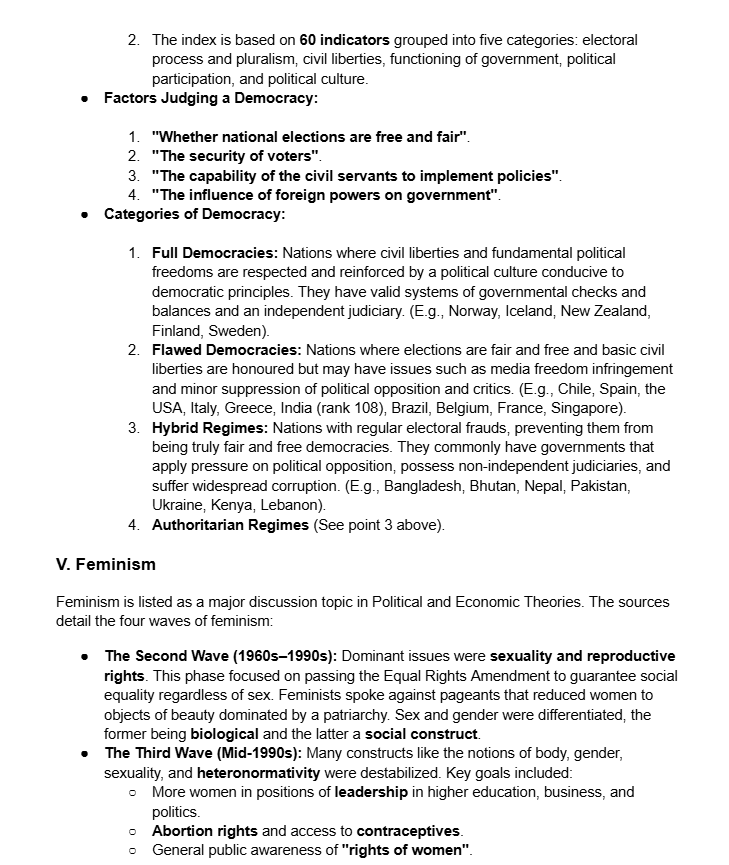 2. The index is based on 60 indicators grouped into five categories: electoral
process and pluralism, civil liberties, functioning of government, political
participation, and political culture.
● Factors Judging a Democracy:
1. "Whether national elections are free and fair".
2. "The security of voters".
3. "The capability of the civil servants to implement policies".
4. "The influence of foreign powers on government".
● Categories of Democracy:
1. Full Democracies: Nations where civil liberties and fundamental political
freedoms are respected and reinforced by a political culture conducive to
democratic principles. They have valid systems of governmental checks and
balances and an independent judiciary. (E.g., Norway, Iceland, New Zealand,
Finland, Sweden).
2. Flawed Democracies: Nations where elections are fair and free and basic civil
liberties are honoured but may have issues such as media freedom infringement
and minor suppression of political opposition and critics. (E.g., Chile, Spain, the
USA, Italy, Greece, India (rank 108), Brazil, Belgium, France, Singapore).
3. Hybrid Regimes: Nations with regular electoral frauds, preventing them from
being truly fair and free democracies. They commonly have governments that
apply pressure on political opposition, possess non-independent judiciaries, and
suffer widespread corruption. (E.g., Bangladesh, Bhutan, Nepal, Pakistan,
Ukraine, Kenya, Lebanon).
4. Authoritarian Regimes (See point 3 above).
V. Feminism
Feminism is listed as a major discussion topic in Political and Economic Theories. The sources
detail the four waves of feminism:
● The Second Wave (1960s–1990s): Dominant issues were sexuality and reproductive
rights. This phase focused on passing the Equal Rights Amendment to guarantee social
equality regardless of sex. Feminists spoke against pageants that reduced women to
objects of beauty dominated by a patriarchy. Sex and gender were differentiated, the
former being biological and the latter a social construct.
● The Third Wave (Mid-1990s): Many constructs like the notions of body, gender,
sexuality, and heteronormativity were destabilized. Key goals included:
○ More women in positions of leadership in higher education, business, and
politics.
○ Abortion rights and access to contraceptives.
○ General public awareness of "rights of women".